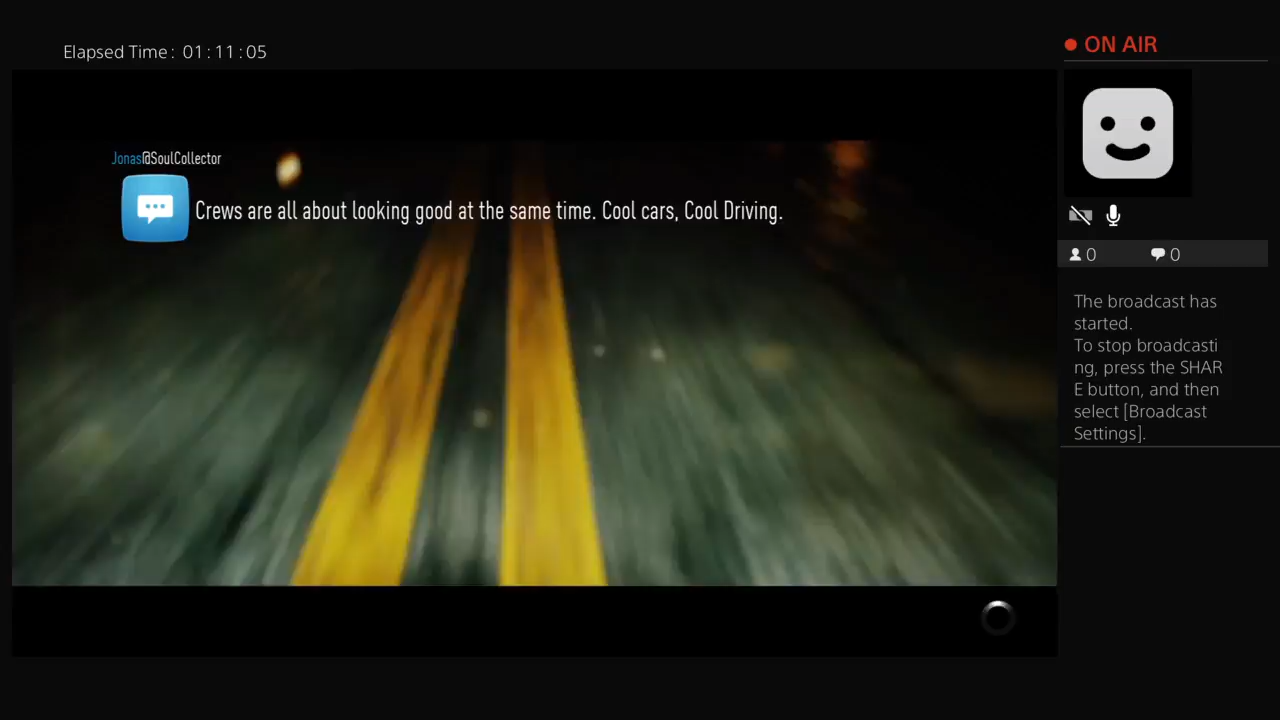 Elapsed Time: 01:11:05
ON AIR
Jonas@SoulCollector
Crews are all about looking good at the same time. Cool cars, Cool Driving.
0 0
The broadcast has
started.
To stop broadcasti
ng, press the SHAR
E button, and then
select [Broadcast
Settings].